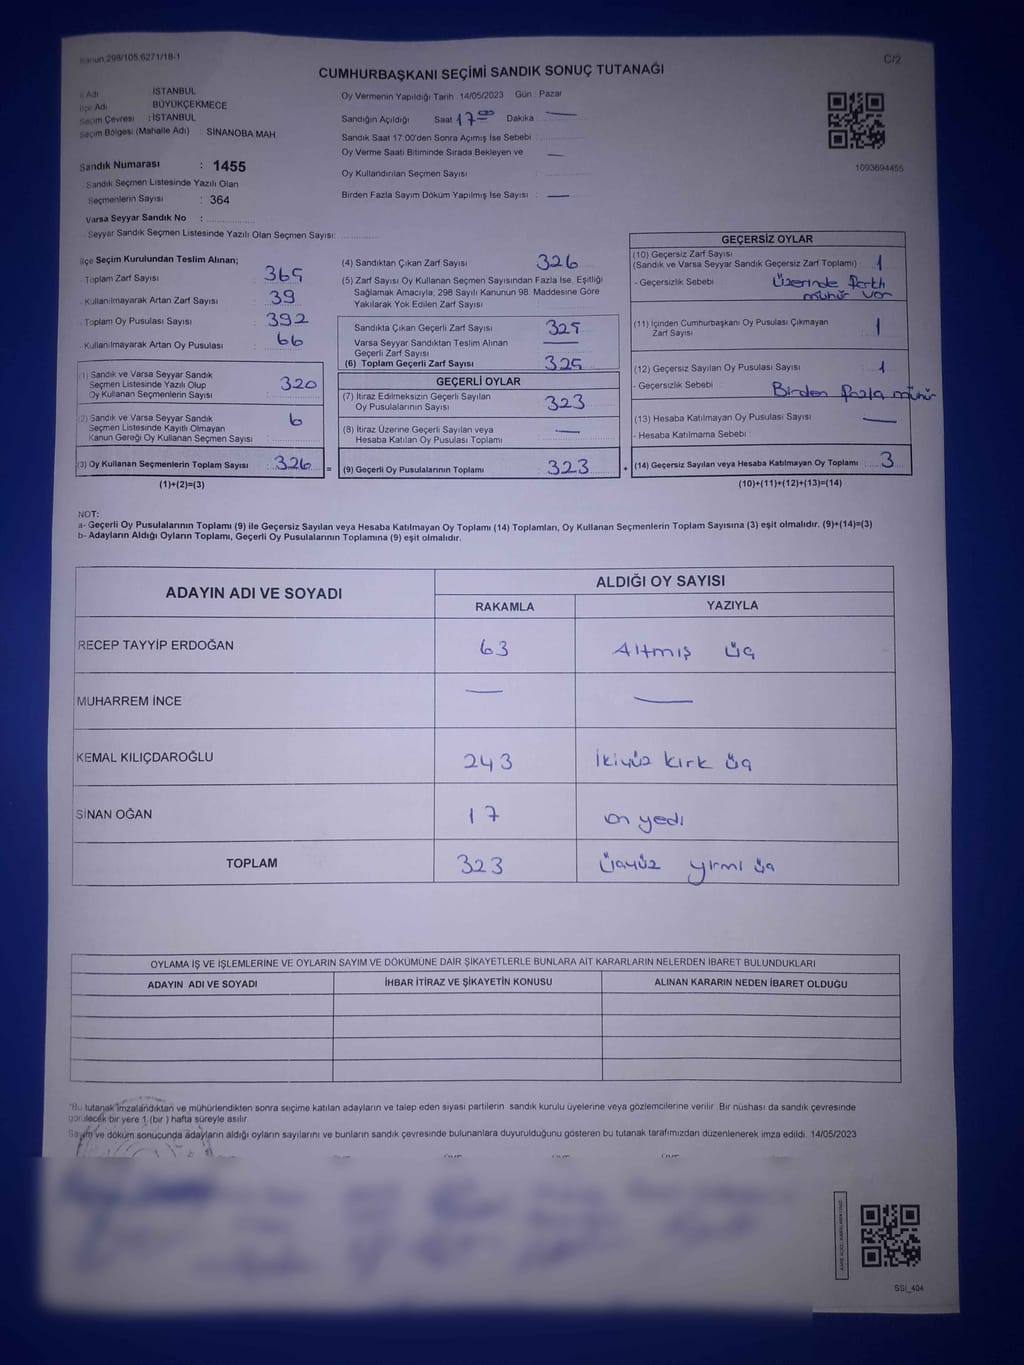 Kanun 298/105.6271/18-1
C/2
CUMHURBAŞKANI SEÇİMİ SANDIK SONUÇ TUTANAĞI
İl Adı İSTANBUL
İlçe Adı BÜYÜKÇEKMECE
Seçim Çevresi : İSTANBUL
Seçim Bölgesi (Mahalle Adı) : SİNANOBA MAH.
Sandık Numarası : 1455
Sandık Seçmen Listesinde Yazılı Olan
Seçmenlerin Sayısı : 364
Varsa Seyyar Sandık No :
Seyyar Sandık Seçmen Listesinde Yazılı Olan Seçmen Sayısı:
Oy Vermenin Yapıldığı Tarih : 14/05/2023 Gün : Pazar
Sandığın Açıldığı Saat 17:00 Dakika : —
Sandık Saat 17:00'den Sonra Açılmış İse Sebebi :
Oy Verme Saati Bitiminde Sırada Bekleyen ve —
Oy Kullandırılan Seçmen Sayısı :
Birden Fazla Sayım Döküm Yapılmış İse Sayısı : —
1093694455
İlçe Seçim Kurulundan Teslim Alınan;
- Toplam Zarf Sayısı : 365
- Kullanılmayarak Artan Zarf Sayısı : 39
- Toplam Oy Pusulası Sayısı : 392
- Kullanılmayarak Artan Oy Pusulası : 66
(1) Sandık ve Varsa Seyyar Sandık
Seçmen Listesinde Yazılı Olup
Oy Kullanan Seçmenlerin Sayısı : 320
(2) Sandık ve Varsa Seyyar Sandık
Seçmen Listesinde Kayıtlı Olmayan
Kanun Gereği Oy Kullanan Seçmen Sayısı : 6
(3) Oy Kullanan Seçmenlerin Toplam Sayısı : 326
(1)+(2)=(3)
(4) Sandıktan Çıkan Zarf Sayısı : 326
(5) Zarf Sayısı Oy Kullanan Seçmen Sayısından Fazla İse, Eşitliği
Sağlamak Amacıyla; 298 Sayılı Kanunun 98. Maddesine Göre
Yakılarak Yok Edilen Zarf Sayısı :
Sandıkta Çıkan Geçerli Zarf Sayısı : 325
Varsa Seyyar Sandıktan Teslim Alınan
Geçerli Zarf Sayısı : —
(6) Toplam Geçerli Zarf Sayısı : 325
GEÇERLİ OYLAR
(7) İtiraz Edilmeksizin Geçerli Sayılan
Oy Pusulalarının Sayısı : 323
(8) İtiraz Üzerine Geçerli Sayılan veya
Hesaba Katılan Oy Pusulası Toplamı : —
= (9) Geçerli Oy Pusulalarının Toplamı : 323
GEÇERSİZ OYLAR
(10) Geçersiz Zarf Sayısı
(Sandık ve Varsa Seyyar Sandık Geçersiz Zarf Toplamı) : 1
- Geçersizlik Sebebi : Üzerinde farklı
mühür var
(11) İçinden Cumhurbaşkanı Oy Pusulası Çıkmayan
Zarf Sayısı : 1
(12) Geçersiz Sayılan Oy Pusulası Sayısı : 1
- Geçersizlik Sebebi : Birden fazla mühür
(13) Hesaba Katılmayan Oy Pusulası Sayısı : —
- Hesaba Katılmama Sebebi :
+ (14) Geçersiz Sayılan veya Hesaba Katılmayan Oy Toplamı : 3
(10)+(11)+(12)+(13)=(14)
NOT:
a- Geçerli Oy Pusulalarının Toplamı (9) ile Geçersiz Sayılan veya Hesaba Katılmayan Oy Toplamı (14) Toplamları, Oy Kullanan Seçmenlerin Toplam Sayısına (3) eşit olmalıdır. (9)+(14)=(3)
b- Adayların Aldığı Oyların Toplamı, Geçerli Oy Pusulalarının Toplamına (9) eşit olmalıdır.
ADAYIN ADI VE SOYADI ALDIĞI OY SAYISI
RAKAMLA YAZIYLA
RECEP TAYYİP ERDOĞAN 63 Altmış üç
MUHARREM İNCE — —
KEMAL KILIÇDAROĞLU 243 İkiyüz kırk üç
SİNAN OĞAN 17 on yedi
TOPLAM 323 üçyüz yirmi üç
OYLAMA İŞ VE İŞLEMLERİNE VE OYLARIN SAYIM VE DÖKÜMÜNE DAİR ŞİKAYETLERLE BUNLARA AİT KARARLARIN NELERDEN İBARET BULUNDUKLARI
ADAYIN ADI VE SOYADI İHBAR İTİRAZ VE ŞİKAYETİN KONUSU ALINAN KARARIN NEDEN İBARET OLDUĞU
*Bu tutanak imzalandıktan ve mühürlendikten sonra seçime katılan adayların ve talep eden siyasi partilerin sandık kurulu üyelerine veya gözlemcilerine verilir. Bir nüshası da sandık çevresinde
görülecek bir yere 1 (bir ) hafta süreyle asılır
Sayım ve döküm sonucunda adayların aldığı oyların sayılarını ve bunların sandık çevresinde bulunanlara duyurulduğunu gösteren bu tutanak tarafımızdan düzenlenerek imza edildi. 14/05/2023
SSI_404